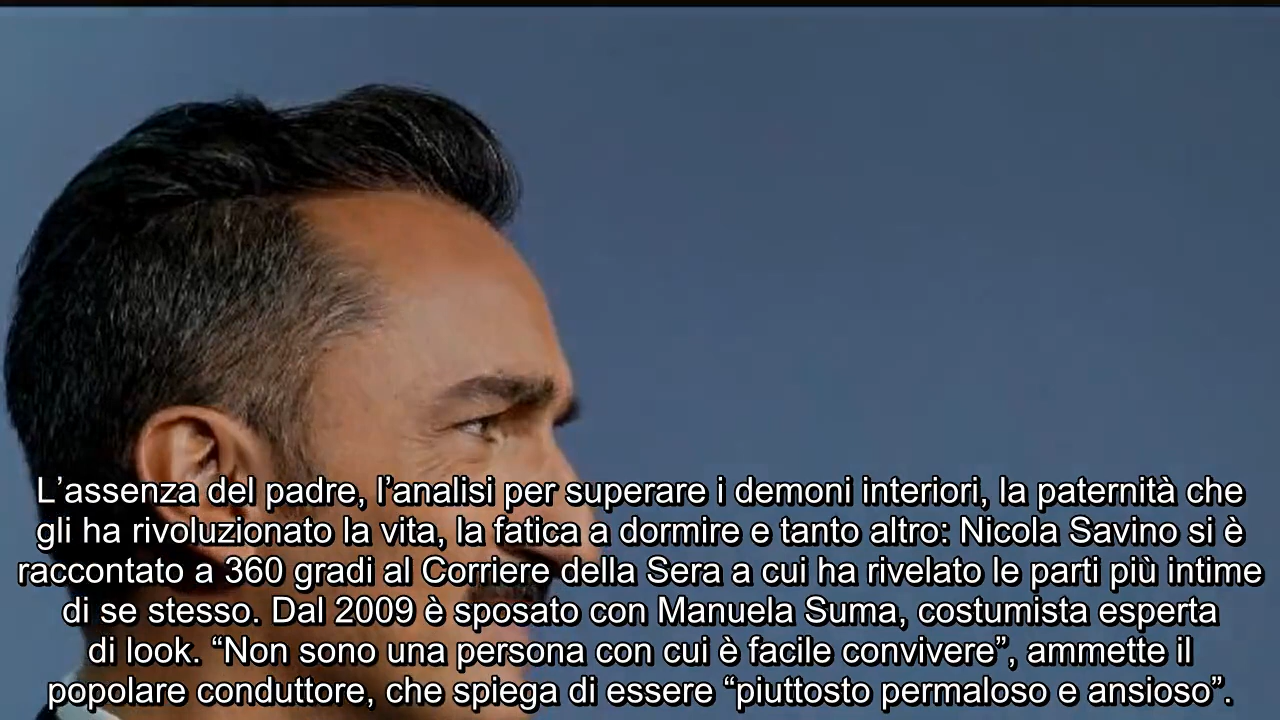 L’assenza del padre, l’analisi per superare i demoni interiori, la paternità che
gli ha rivoluzionato la vita, la fatica a dormire e tanto altro: Nicola Savino si è
raccontato a 360 gradi al Corriere della Sera a cui ha rivelato le parti più intime
di se stesso. Dal 2009 è sposato con Manuela Suma, costumista esperta
di look. “Non sono una persona con cui è facile convivere”, ammette il
popolare conduttore, che spiega di essere “piuttosto permaloso e ansioso”.